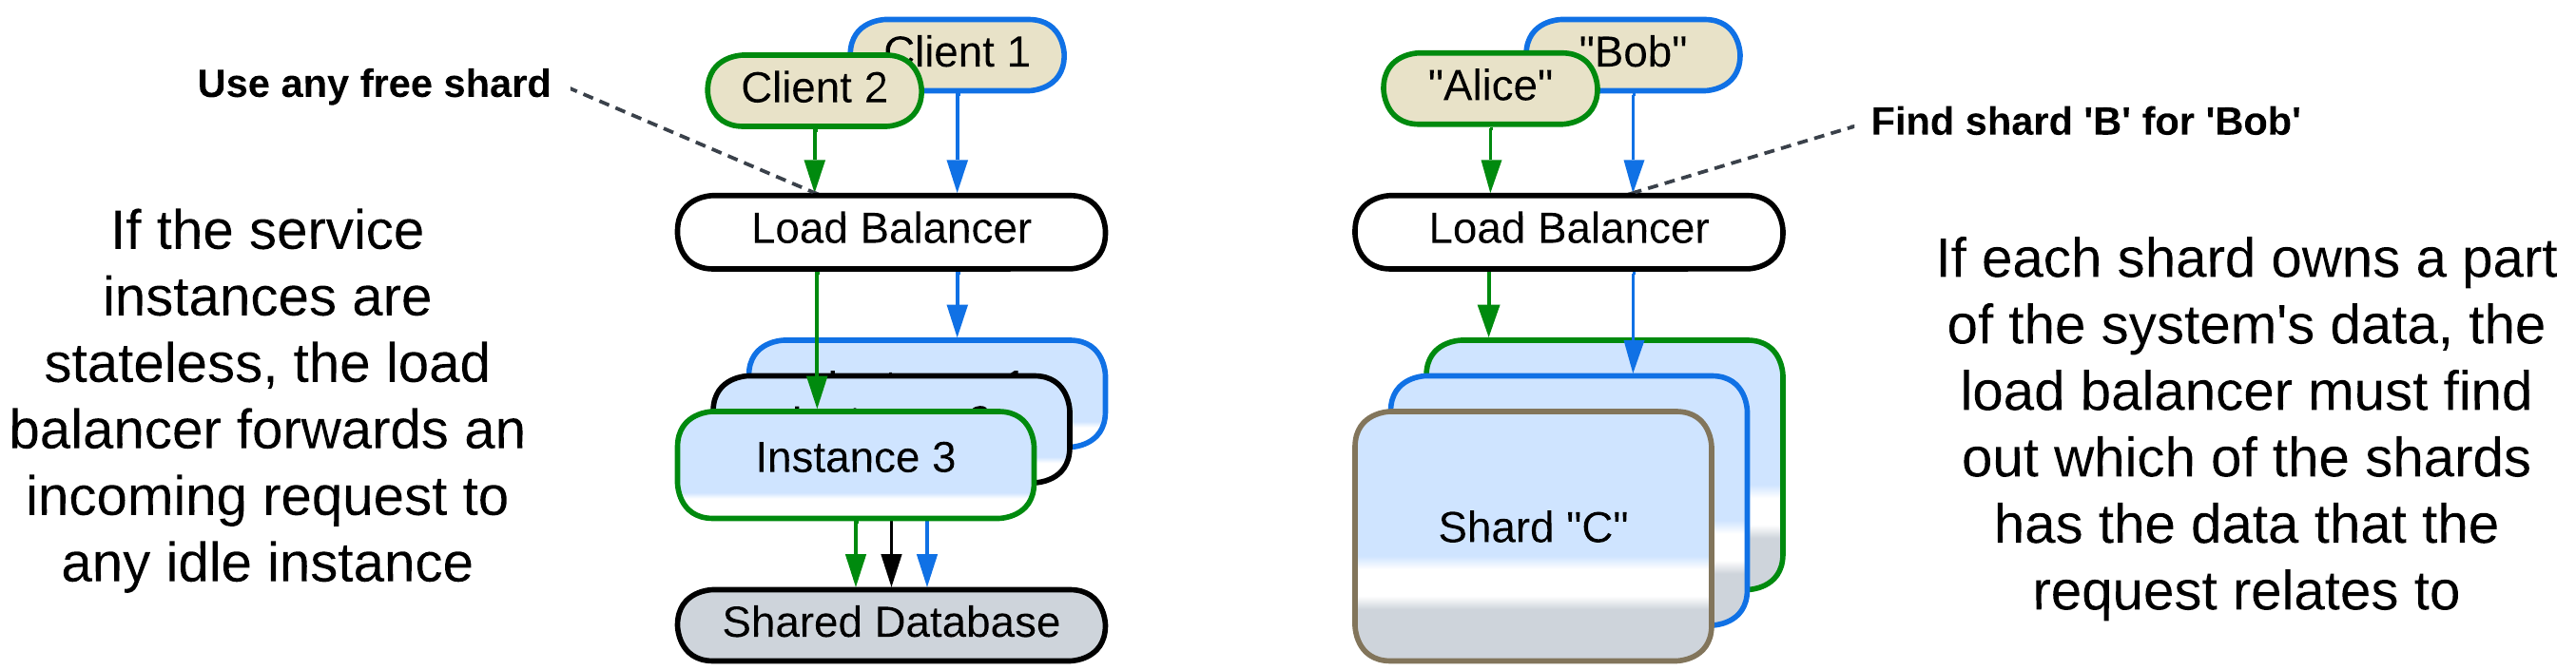 Use any free shard
If the service
instances are
stateless, the load
balancer forwards an
incoming request to
any idle instance
Client 1
Client 2
Load Balancer
Instance 3
Shared Database
"Bob"
"Alice"
Load Balancer
Shard "C"
Find shard 'B' for 'Bob'
If each shard owns a part
of the system's data, the
load balancer must find
out which of the shards
has the data that the
request relates to